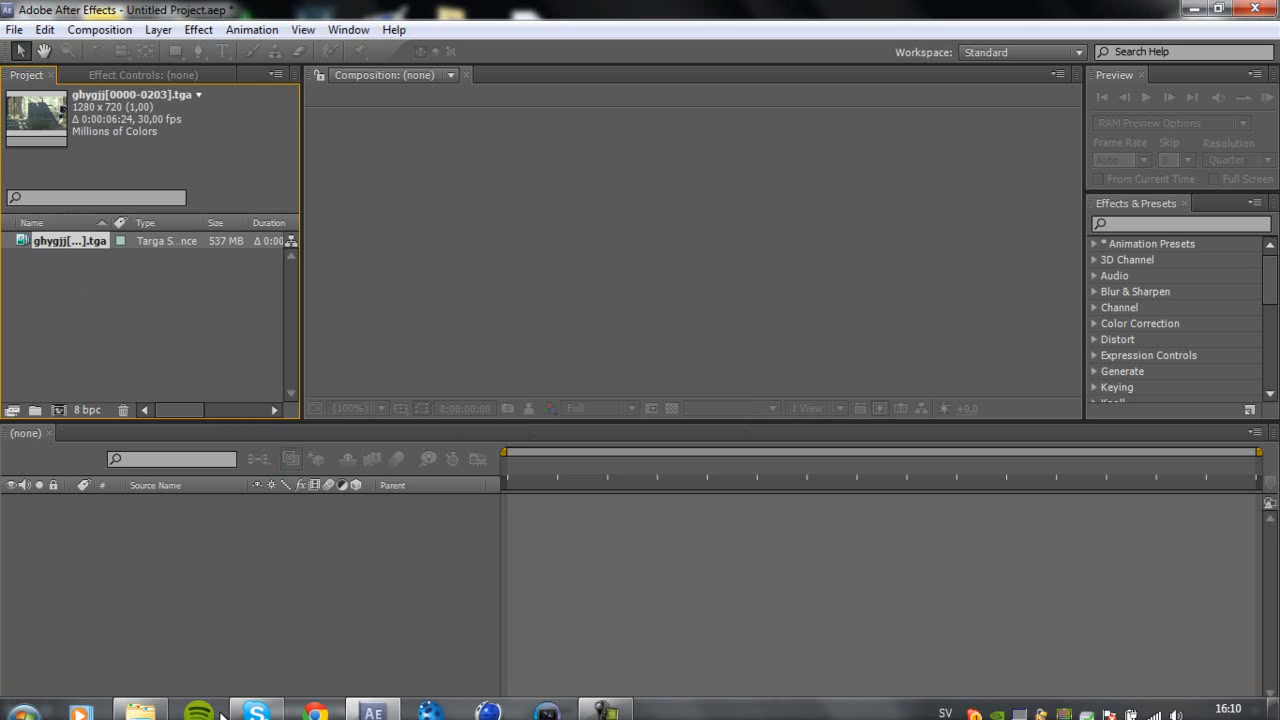 Adobe After Effects - Untitled Project.aep *
File Edit Composition Layer Effect Animation View Window Help
Workspace: Standard Search Help
Project Effect Controls: (none)
ghygjj[0000-0203].tga
1280 x 720 (1,00)
Δ 0:00:06:24, 30,00 fps
Millions of Colors
Name Type Size Duration
ghygjj[...].tga Targa S...nce 537 MB Δ 0:00
8 bpc
Composition: (none)
(100%) 0:00:00:00 Full 1 View +0,0
Preview
RAM Preview Options
Frame Rate Skip Resolution
Auto 0 Quarter
From Current Time Full Screen
Effects & Presets
* Animation Presets
3D Channel
Audio
Blur & Sharpen
Channel
Color Correction
Distort
Expression Controls
Generate
Keying
(none)
# Source Name fx Parent
AE
SV 16:10